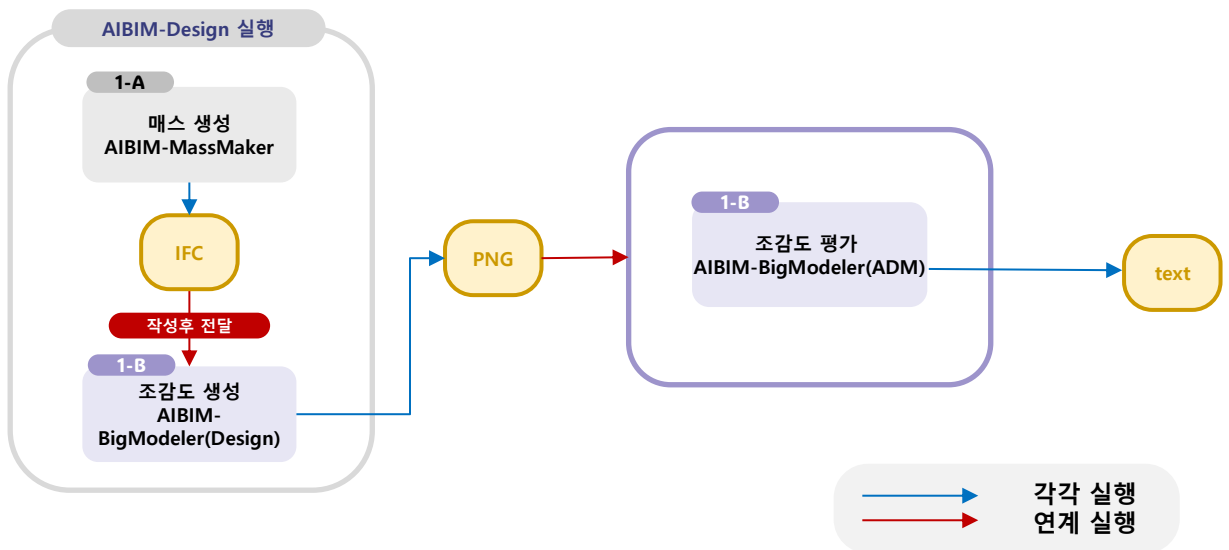 AIBIM-Design 실행
1-A
매스 생성
AIBIM-MassMaker
IFC
작성후 전달
1-B
조감도 생성
AIBIM-
BigModeler(Design)
PNG
1-B
조감도 평가
AIBIM-BigModeler(ADM)
text
각각 실행
연계 실행